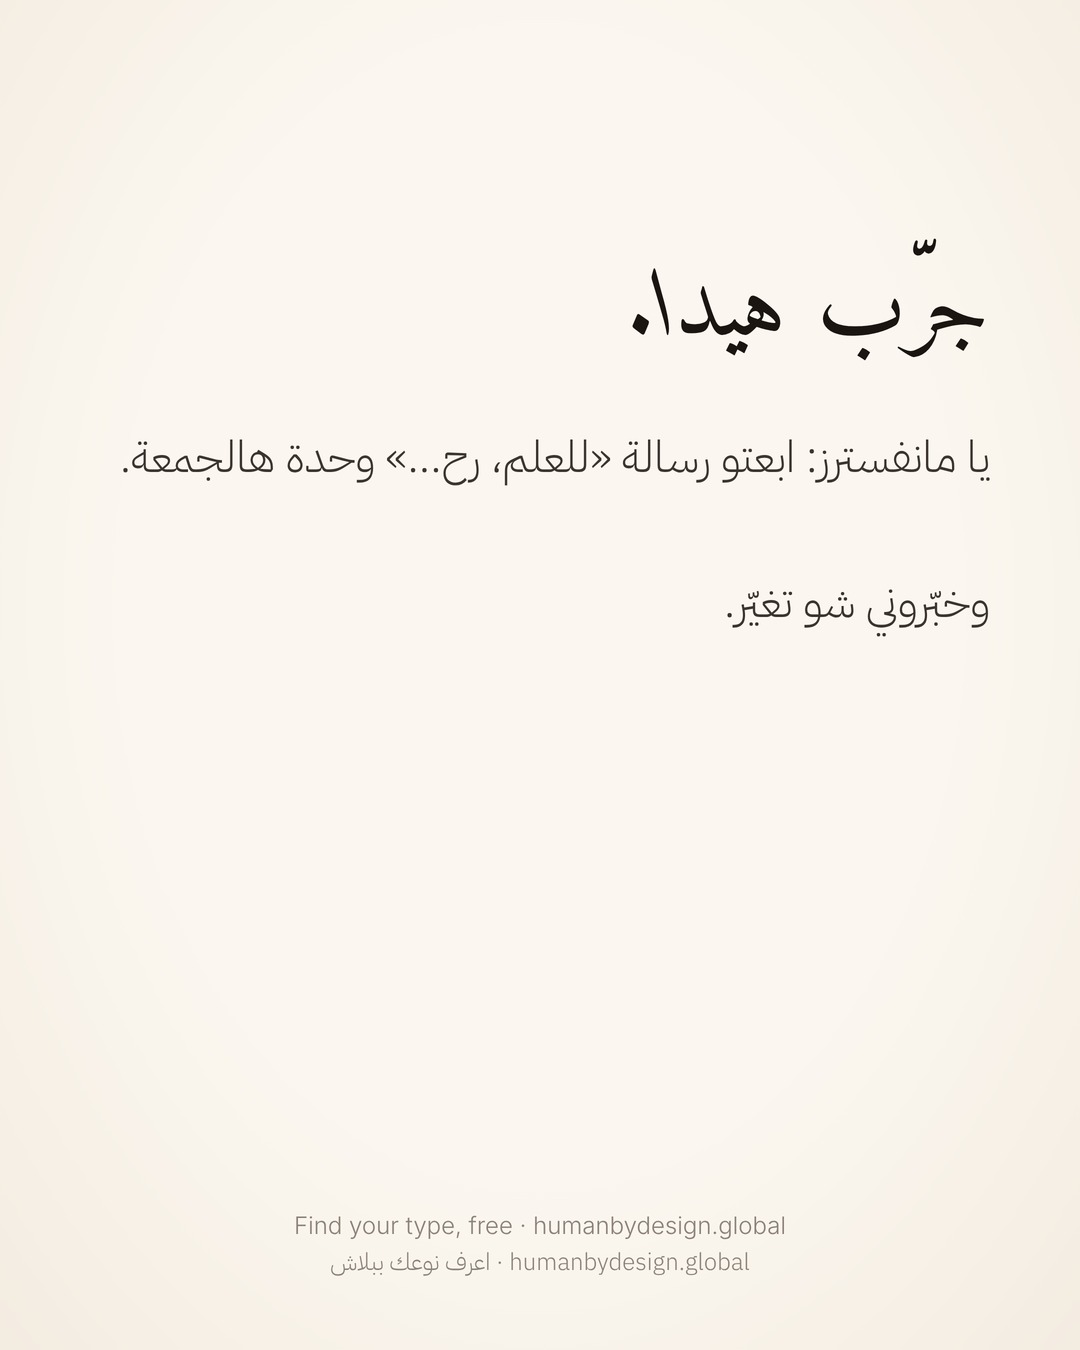 جرّب هيدا.
يا مانفسترز: ابعتو رسالة «للعلم، رح...» وحدة هالجمعة.
وخبّروني شو تغيّر.
Find your type, free · humanbydesign.global
اعرف نوعك ببلاش · humanbydesign.global